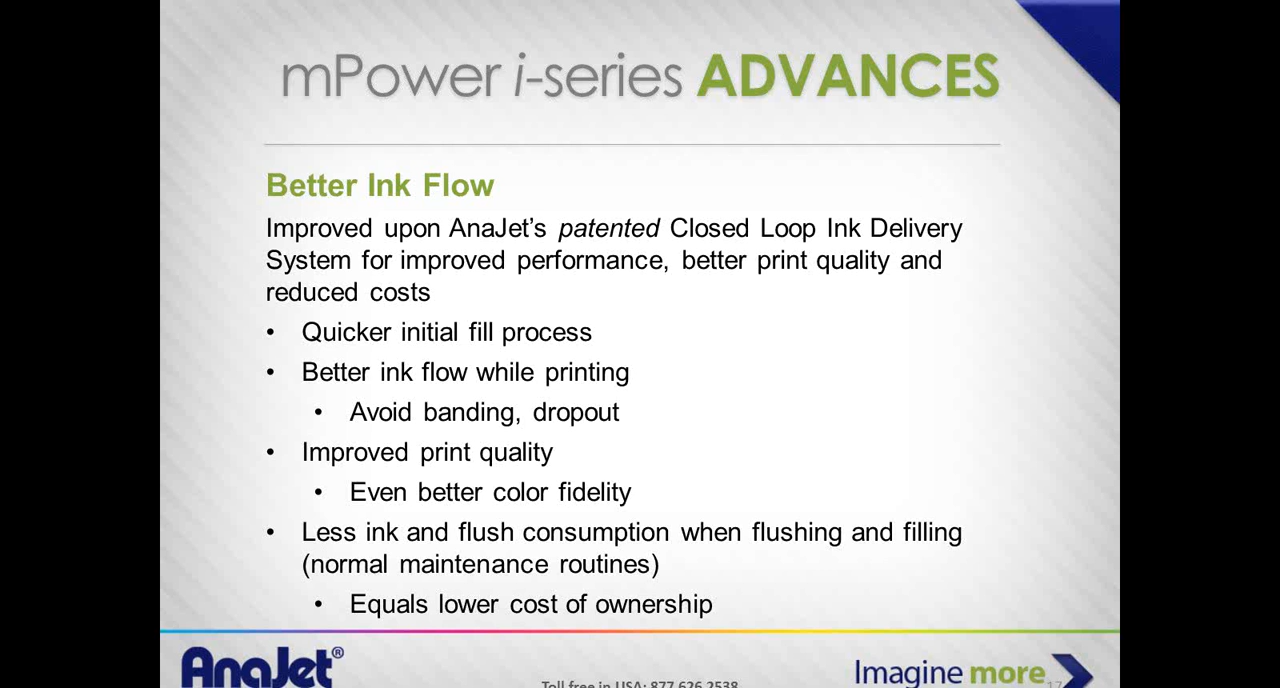 mPower i-series ADVANCES
Better Ink Flow
Improved upon AnaJet’s patented Closed Loop Ink Delivery
System for improved performance, better print quality and
reduced costs
• Quicker initial fill process
• Better ink flow while printing
• Avoid banding, dropout
• Improved print quality
• Even better color fidelity
• Less ink and flush consumption when flushing and filling
(normal maintenance routines)
• Equals lower cost of ownership
AnaJet®
Toll free in USA: 877.626.2538
Imagine more
17